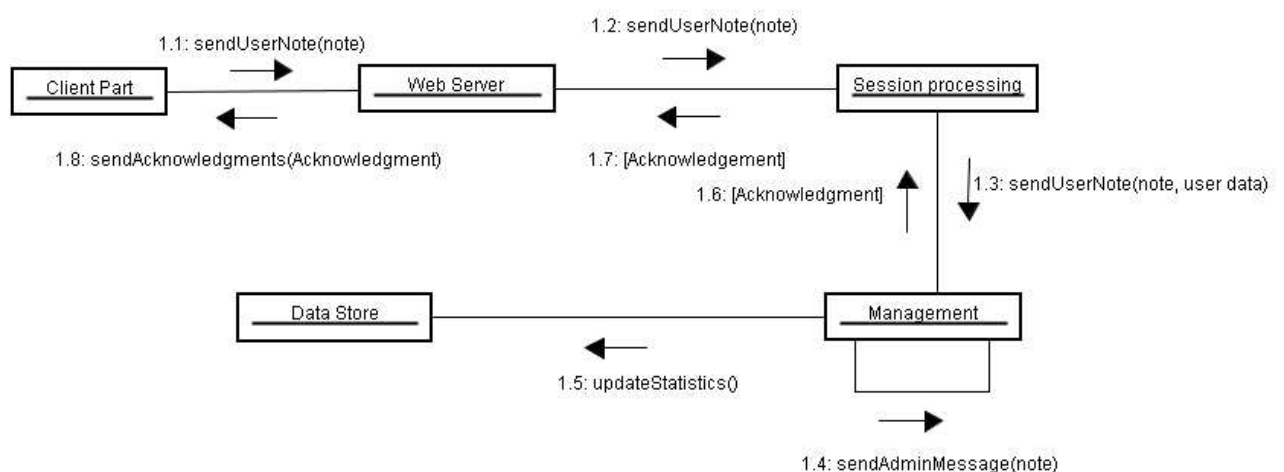 1.2: sendUserNote(note)
1.1: sendUserNote(note)
Client Part
Web Server
Session processing
1.8: sendAcknowledgments(Acknowledgment)
1.7: [Acknowledgement]
1.6: [Acknowledgment]
1.3: sendUserNote(note, user data)
Data Store
Management
1.5: updateStatistics()
1.4: sendAdminMessage(note)